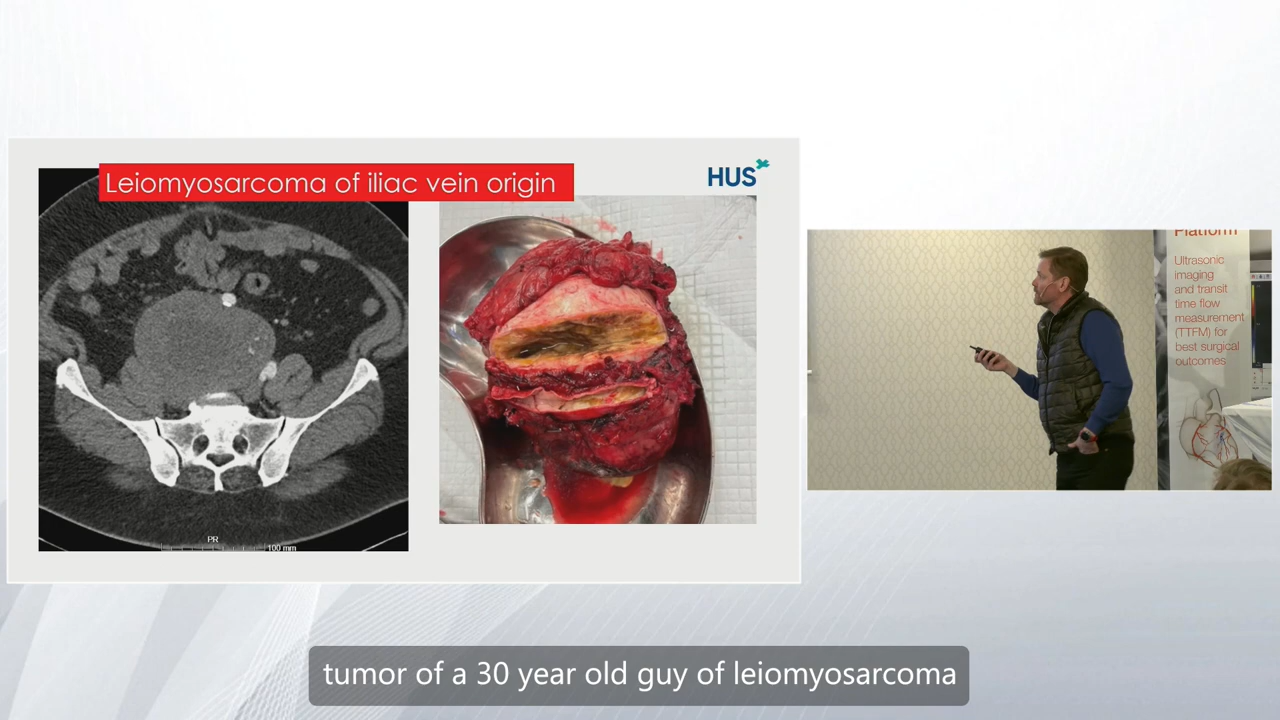 Leiomyosarcoma of iliac vein origin
HUS
PR
100 mm
Platform
Ultrasonic
imaging
and transit
time flow
measurement
(TTFM) for
best surgical
outcomes
tumor of a 30 year old guy of leiomyosarcoma